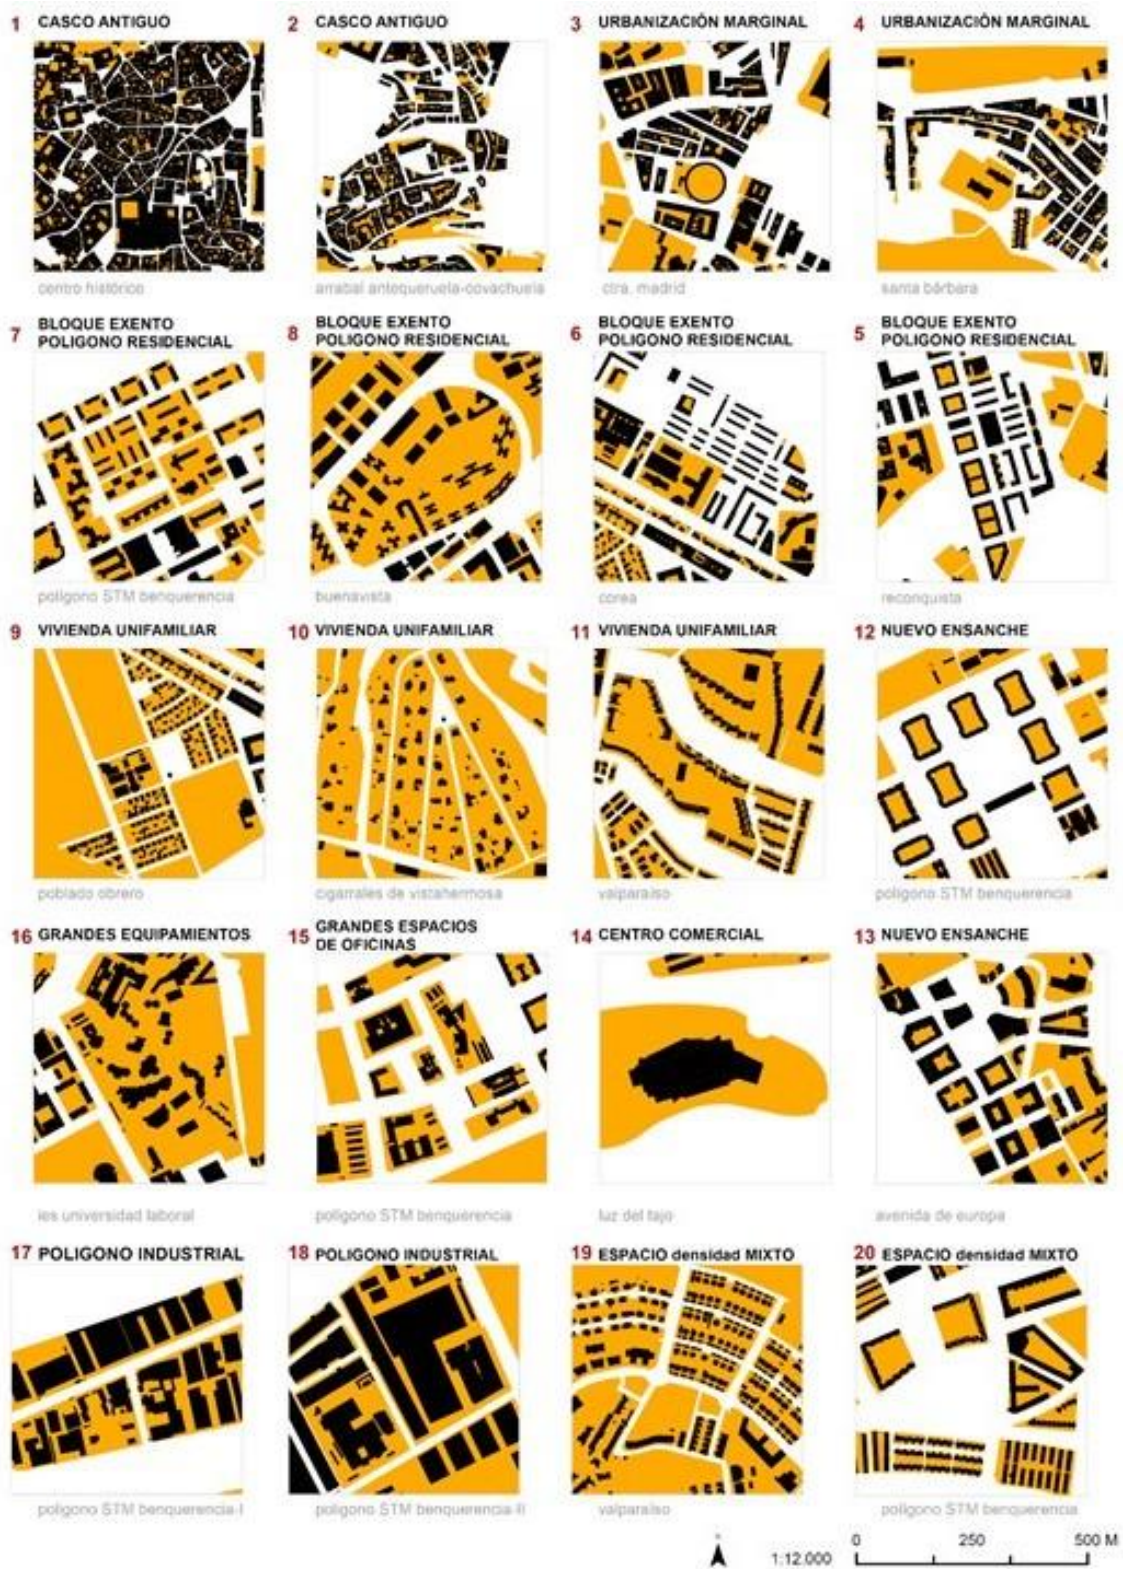 1 CASCO ANTIGUO
centro histórico
2 CASCO ANTIGUO
arrabal antequeruela-covachuela
3 URBANIZACIÓN MARGINAL
ctra. madrid
4 URBANIZACIÓN MARGINAL
santa bárbara
7 BLOQUE EXENTO
POLIGONO RESIDENCIAL
polígono STM benquerencia
8 BLOQUE EXENTO
POLIGONO RESIDENCIAL
buenavista
6 BLOQUE EXENTO
POLIGONO RESIDENCIAL
corea
5 BLOQUE EXENTO
POLIGONO RESIDENCIAL
reconquista
9 VIVIENDA UNIFAMILIAR
poblado obrero
10 VIVIENDA UNIFAMILIAR
cigarrales de vistahermosa
11 VIVIENDA UNIFAMILIAR
valparaíso
12 NUEVO ENSANCHE
polígono STM benquerencia
16 GRANDES EQUIPAMIENTOS
ies universidad laboral
15 GRANDES ESPACIOS
DE OFICINAS
polígono STM benquerencia
14 CENTRO COMERCIAL
luz del tajo
13 NUEVO ENSANCHE
avenida de europa
17 POLIGONO INDUSTRIAL
polígono STM benquerencia-I
18 POLIGONO INDUSTRIAL
polígono STM benquerencia-II
19 ESPACIO densidad MIXTO
valparaíso
20 ESPACIO densidad MIXTO
polígono STM benquerencia
1:12.000
0 250 500 M